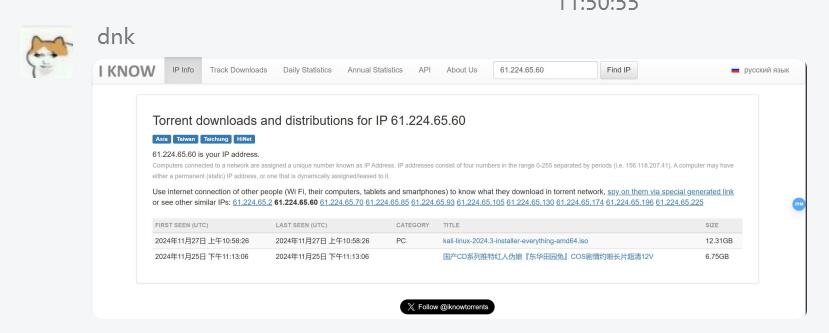 11:50:55
dnk
I KNOW IP Info Track Downloads Daily Statistics Annual Statistics API About Us 61.224.65.60 Find IP русский язык
Torrent downloads and distributions for IP 61.224.65.60
Asia Taiwan Taichung HiNet
61.224.65.60 is your IP address.
Computers connected to a network are assigned a unique number known as IP Address. IP addresses consist of four numbers in the range 0-255 separated by periods (i.e. 156.118.207.41). A computer may have
either a permanent (static) IP address, or one that is dynamically assigned/leased to it.
Use internet connection of other people (Wi Fi, their computers, tablets and smartphones) to know what they download in torrent network, spy on them via special generated link
or see other similar IPs: 61.224.65.2 61.224.65.60 61.224.65.70 61.224.65.85 61.224.65.93 61.224.65.105 61.224.65.130 61.224.65.174 61.224.65.196 61.224.65.225
FIRST SEEN (UTC) LAST SEEN (UTC) CATEGORY TITLE SIZE
2024年11月27日 上午10:58:26 2024年11月27日 上午10:58:26 PC kali-linux-2024.3-installer-everything-amd64.iso 12.31GB
2024年11月25日 下午11:13:06 2024年11月25日 下午11:13:06 国产CD系列推特红人伪娘『东华田园兔』COS剧情约啪长片超清12V 6.75GB
Follow @iknowtorrents